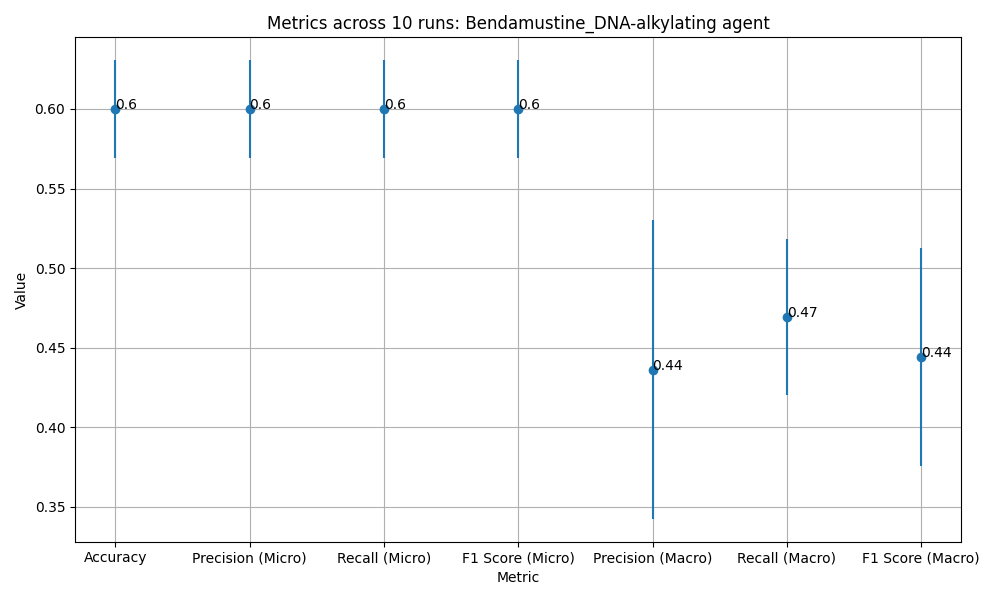 Metrics across 10 runs: Bendamustine_DNA-alkylating agent
0.60
0.55
0.50
0.45
0.40
0.35
Value
0.6
0.6
0.6
0.6
0.44
0.47
0.44
Accuracy
Precision (Micro)
Recall (Micro)
F1 Score (Micro)
Precision (Macro)
Recall (Macro)
F1 Score (Macro)
Metric